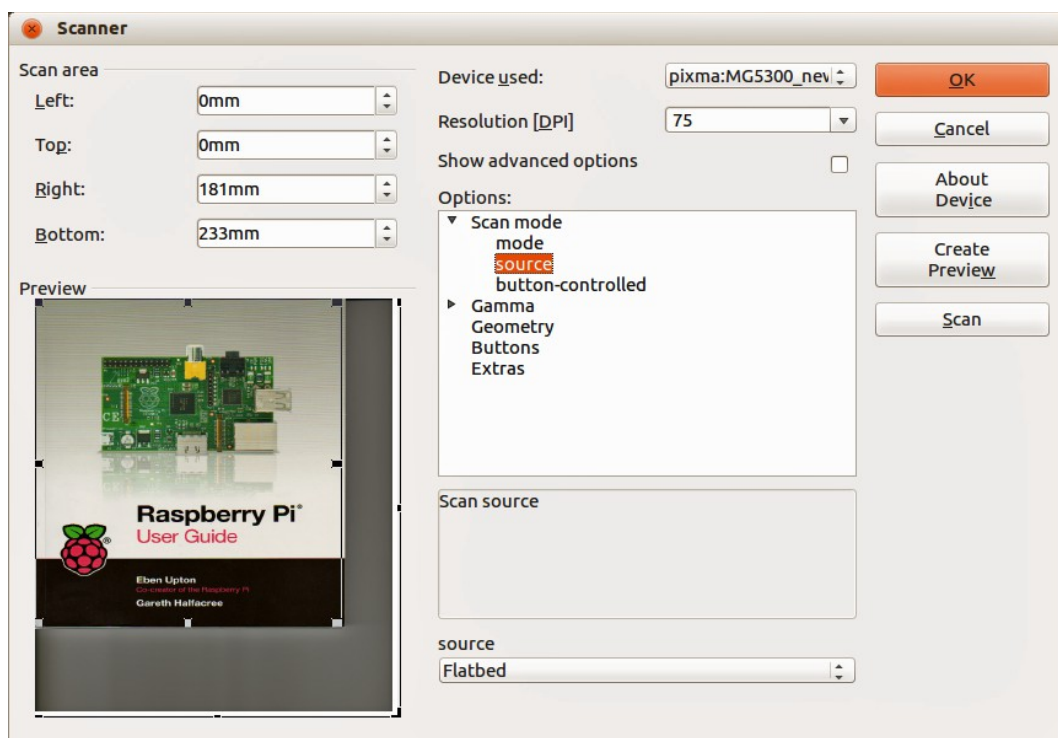 Scanner
Scan area
Left:
0mm
Top:
0mm
Right:
181mm
Bottom:
233mm
Preview
CE
Raspberry Pi
User Guide
Eben Upton
Co-creator of the Raspberry Pi
Gareth Halfacree
Device used:
pixma:MG5300_nev
Resolution [DPI]
75
Show advanced options
Options:
Scan mode
mode
source
button-controlled
Gamma
Geometry
Buttons
Extras
Scan source
source
Flatbed
OK
Cancel
About
Device
Create
Preview
Scan